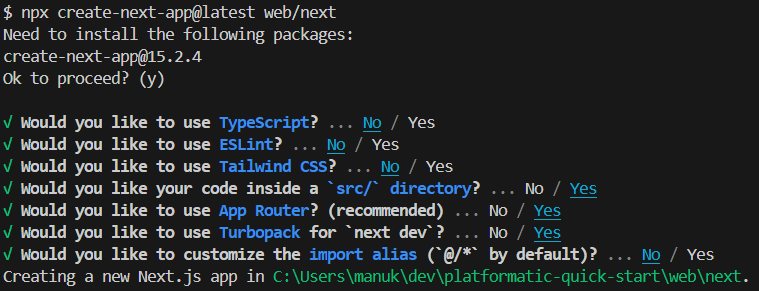 $ npx create-next-app@latest web/next
Need to install the following packages:
create-next-app@15.2.4
Ok to proceed? (y)
√ Would you like to use TypeScript? ... No / Yes
√ Would you like to use ESLint? ... No / Yes
√ Would you like to use Tailwind CSS? ... No / Yes
√ Would you like your code inside a `src/` directory? ... No / Yes
√ Would you like to use App Router? (recommended) ... No / Yes
√ Would you like to use Turbopack for `next dev`? ... No / Yes
√ Would you like to customize the import alias (`@/*` by default)? ... No / Yes
Creating a new Next.js app in C:\Users\manuk\dev\platformatic-quick-start\web\next.